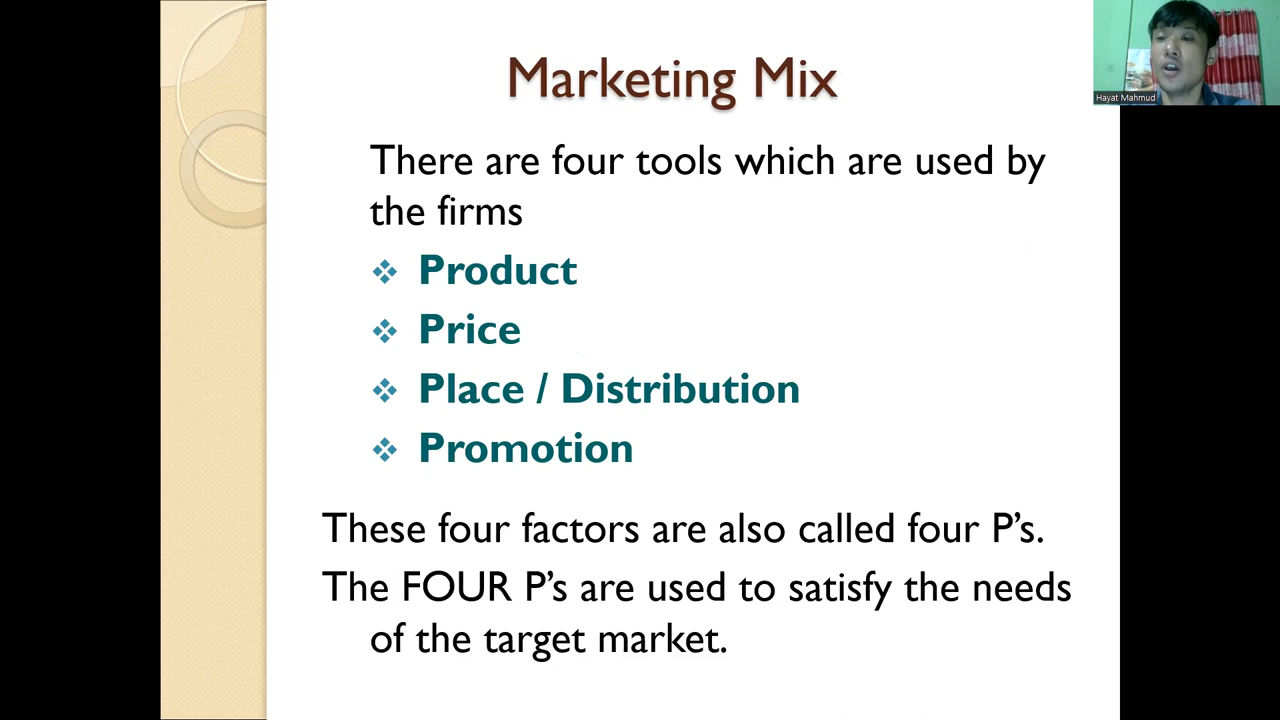 Marketing Mix
There are four tools which are used by
the firms
❖ Product
❖ Price
❖ Place / Distribution
❖ Promotion
These four factors are also called four P’s.
The FOUR P’s are used to satisfy the needs
of the target market.
Hayat Mahmud